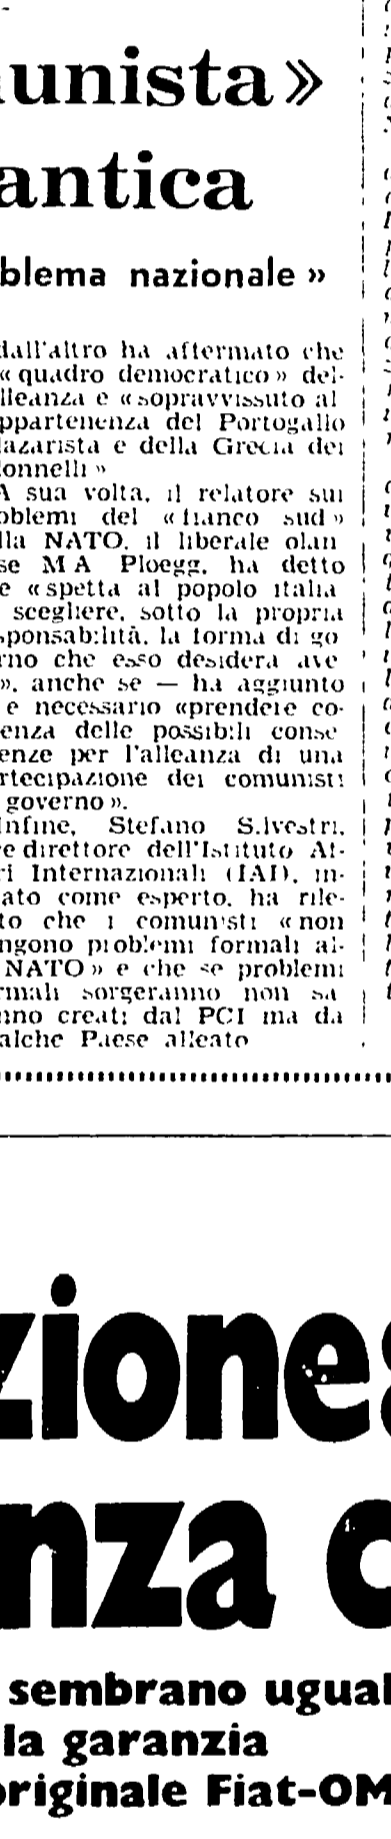 unista»
antica
blema nazionale»
dall'altro ha affermato che
«quadro democratico» del-
lleanza e «sopravvissuto al
ppartenenza del Portogallo
lazarista e della Grecia dei
lonnelli»
A sua volta, il relatore sui
oblemi del «fianco sud»
lla NATO, il liberale olan
se M A Ploegg, ha detto
e «spetta al popolo italia
scegliere, sotto la propria
sponsabilità, la forma di go
rno che esso desidera ave
», anche se — ha aggiunto
e necessario «prendere co-
enza delle possibili conse
enze per l'alleanza di una
rtecipazione dei comunisti
governo».
Infine, Stefano Silvestri,
e direttore dell'Istituto Af-
ri Internazionali (IAI), in-
ato come esperto, ha rile-
to che i comunisti «non
ngono problemi formali al-
NATO» e che se problemi
rmali sorgeranno non sa
nno creati dal PCI ma da
alche Paese alleato
zione
nza
sembrano ugual
la garanzia
originale Fiat-OM